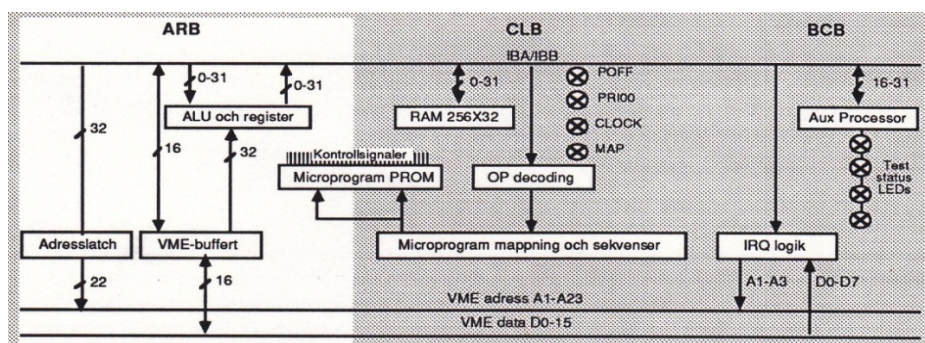 ARB
CLB
BCB
IBA/IBB
0-31
0-31
0-31
16-31
POFF
PRI00
CLOCK
MAP
32
16
32
ALU och register
RAM 256X32
Aux Processor
Kontrollsignaler
Microprogram PROM
OP decoding
Test
status
LEDs
Adresslatch
VME-buffert
Microprogram mappning och sekvenser
IRQ logik
22
16
A1-A3
D0-D7
VME adress A1-A23
VME data D0-15